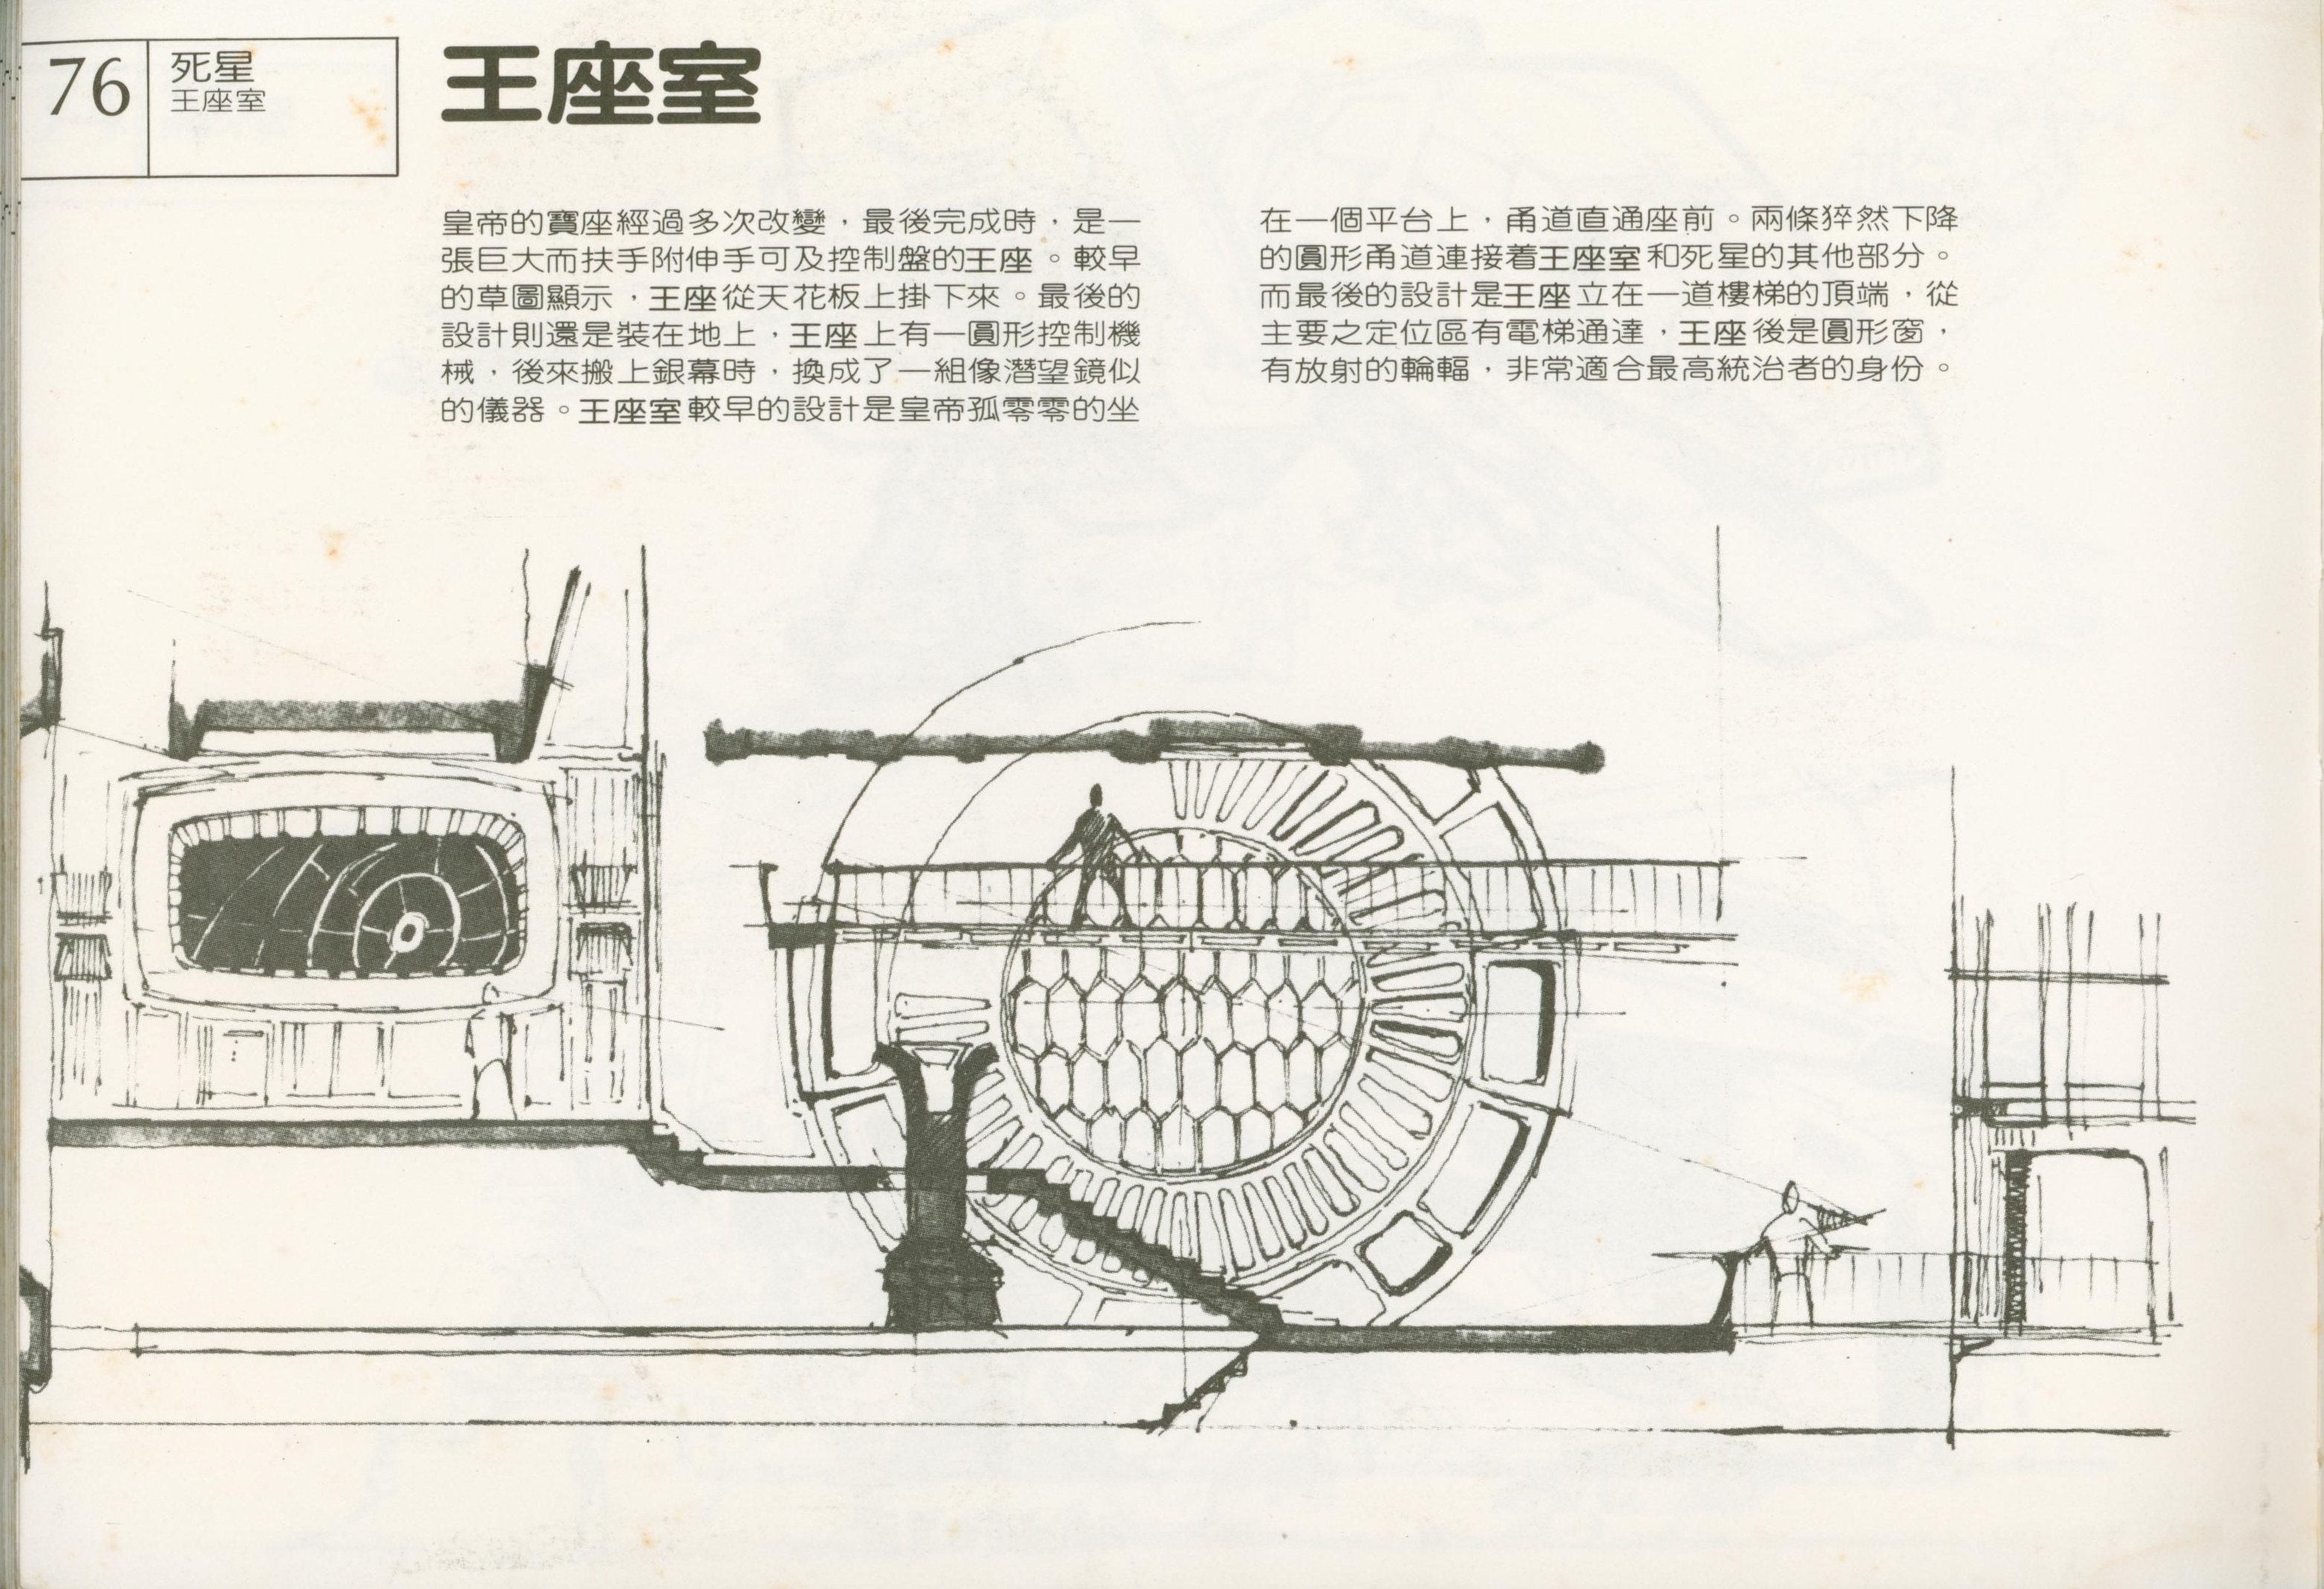 76
死星
王座室
王座室
皇帝的寶座經過多次改變，最後完成時，是一
張巨大而扶手附伸手可及控制盤的王座。較早
的草圖顯示，王座從天花板上掛下來。最後的
設計則還是裝在地上，王座上有一圓形控制機
械，後來搬上銀幕時，換成了一組像潛望鏡似
的儀器。王座室較早的設計是皇帝孤零零的坐
在一個平台上，甬道直通座前。兩條猝然下降
的圓形甬道連接着王座室和死星的其他部分。
而最後的設計是王座立在一道樓梯的頂端，從
主要之定位區有電梯通達，王座後是圓形窗，
有放射的輪輻，非常適合最高統治者的身份。